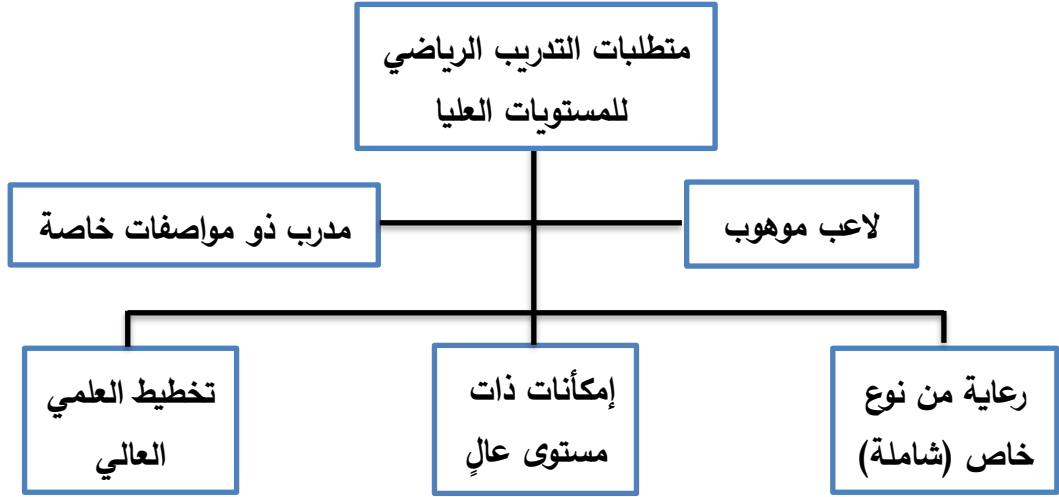 متطلبات التدريب الرياضي
للمستويات العليا
لاعب موهوب
مدرب ذو مواصفات خاصة
رعاية من نوع
خاص (شاملة)
إمكأنات ذات
مستوى عالٍ
تخطيط العلمي
العالي